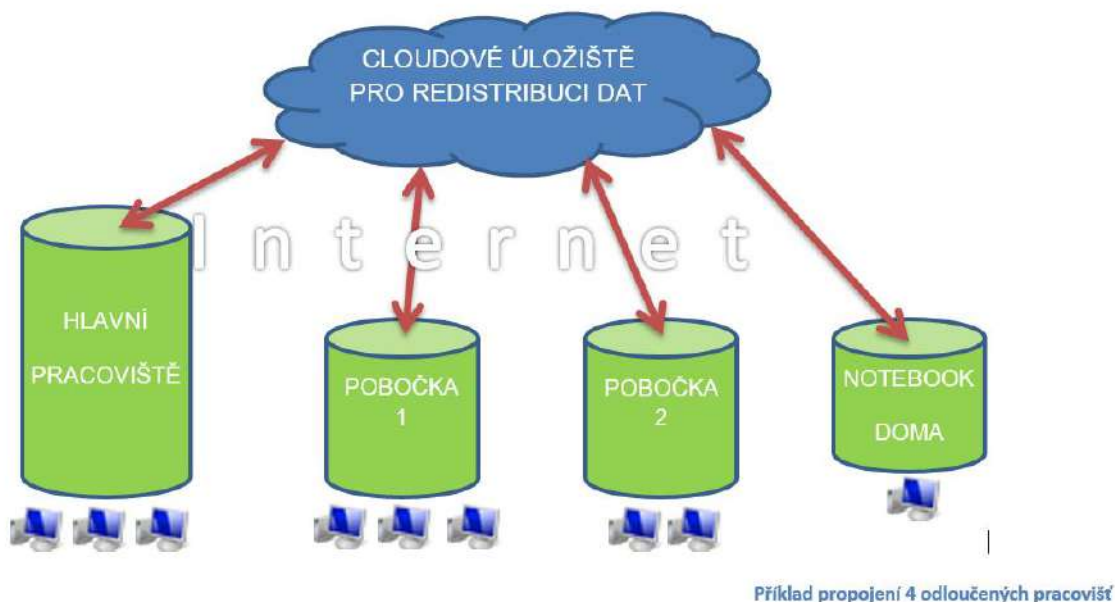 CLOUDOVÉ ÚLOŽIŠTĚ
PRO REDISTRIBUCI DAT
Internet
HLAVNÍ
PRACOVIŠTĚ
POBOČKA
1
POBOČKA
2
NOTEBOOK
DOMA
Příklad propojení 4 odloučených pracovišť